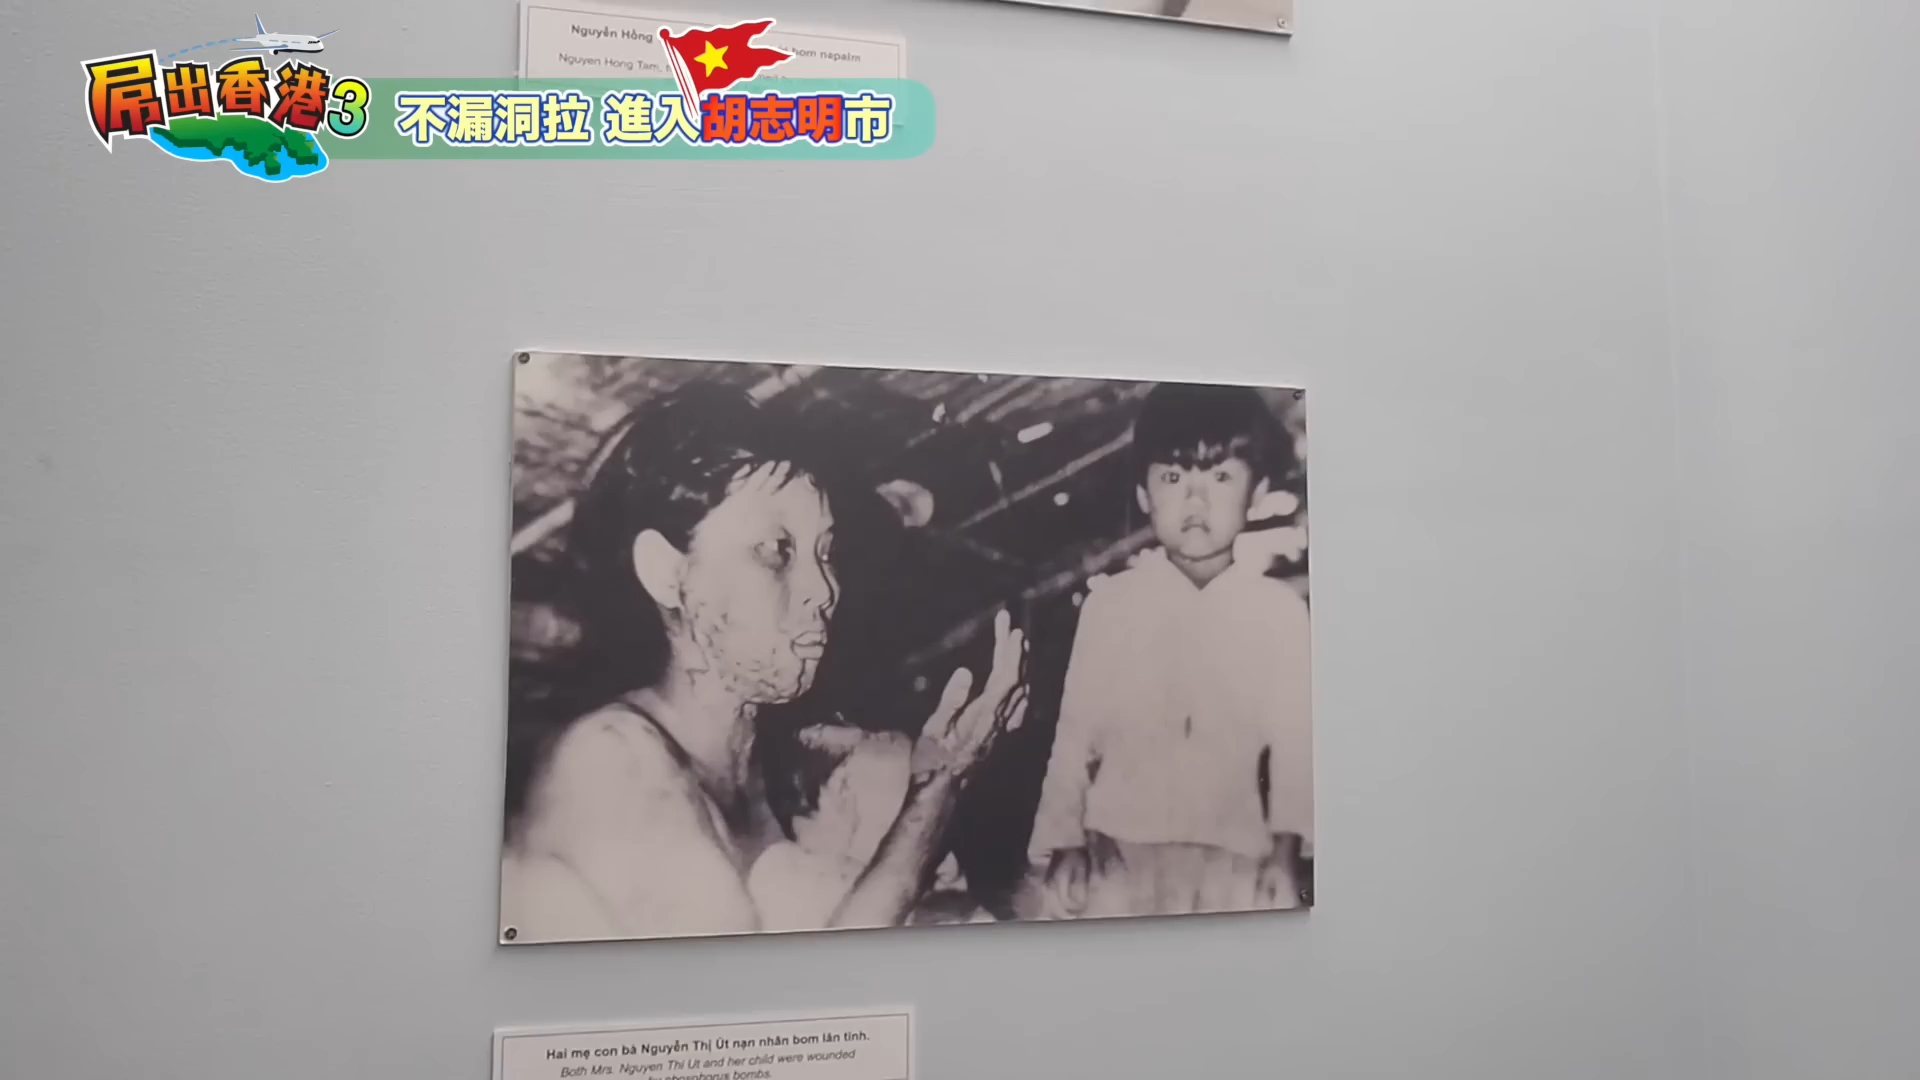 Nguyễn Hồng bom napalm
Nguyen Hong Tam,
屌出香港3
不漏洞拉 進入胡志明市
Hai mẹ con bà Nguyễn Thị Út nạn nhân bom lân tinh.
Both Mrs. Nguyen Thi Ut and her child were wounded
by phosphorus bombs.